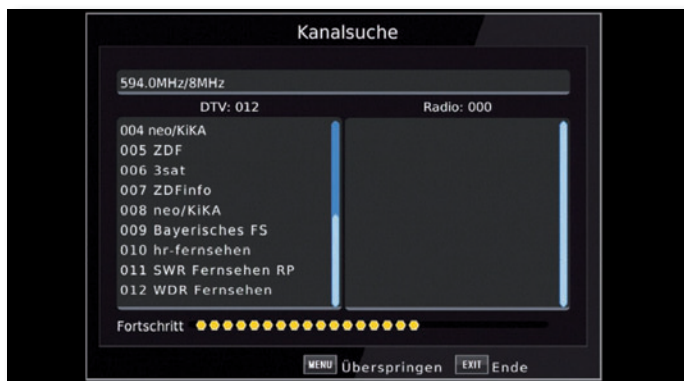 Kanalsuche
594.0MHz/8MHz
DTV: 012 Radio: 000
004 neo/KiKA
005 ZDF
006 3sat
007 ZDFinfo
008 neo/KiKA
009 Bayerisches FS
010 hr-fernsehen
011 SWR Fernsehen RP
012 WDR Fernsehen
Fortschritt
MENU Überspringen EXIT Ende